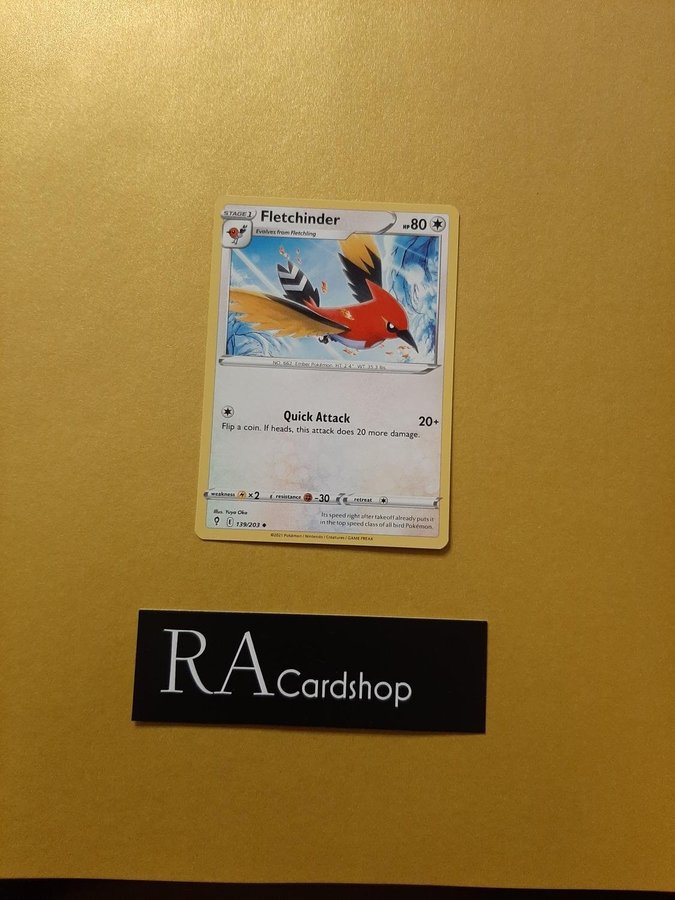 STAGE 1
Fletchinder
HP 80
Evolves from Fletchling
NO. 662 Ember Pokémon HT 2'4" WT 35.3 lbs.
Quick Attack 20+
Flip a coin. If heads, this attack does 20 more damage.
weakness ×2 resistance -30 retreat
Illus. Yuya Oka
E 139/203
Its speed right after takeoff already puts it
in the top speed class of all bird Pokémon.
©2021 Pokémon / Nintendo / Creatures / GAME FREAK
RA Cardshop